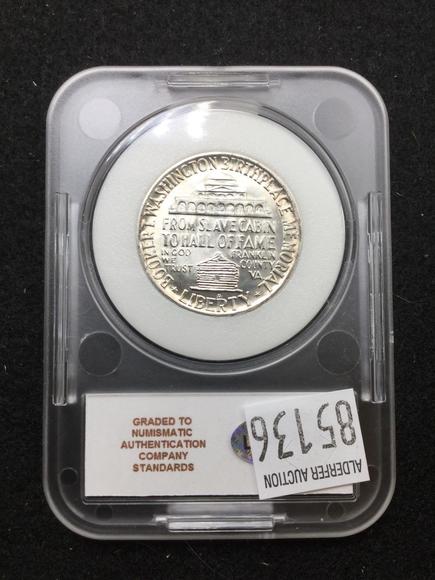 BOOKER T. WASHINGTON BIRTHPLACE MEMORIAL
FROM SLAVE CABIN
TO HALL OF FAME
IN GOD
WE
TRUST
FRANKLIN
COUNTY
VA
LIBERTY
GRADED TO
NUMISMATIC
AUTHENTICATION
COMPANY
STANDARDS
85136
ALDERFER AUCTION